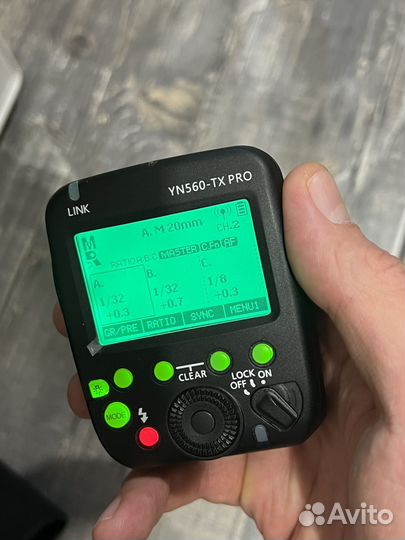 YN560-TX PRO
LINK
M A, M 20mm
R CH.2
RATIO A:B:C MASTER C.Fn AF
A. B. C.
1/32 1/32 1/8
+0.3 +0.7 +0.3
GR/PRE RATIO SYNC MENU1
CLEAR
LOCK ON
OFF
MODE
Avito